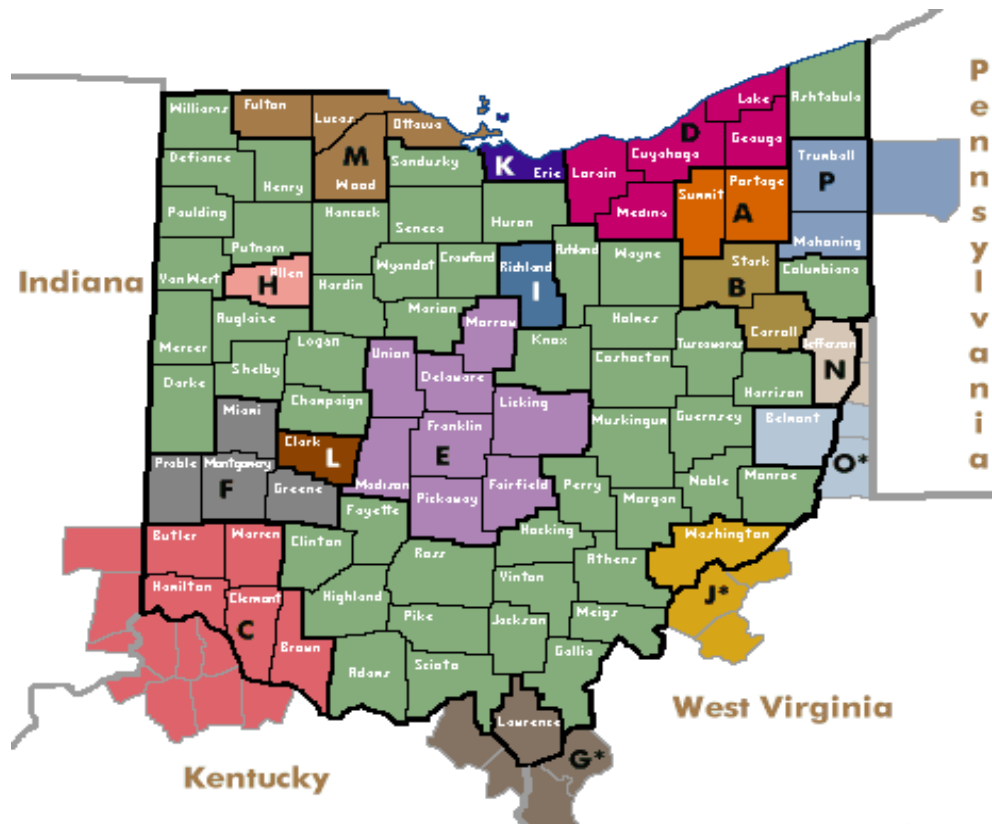 Pennsylvania
Lake
Ashtabula
Fulton
Williams
Lucas
Ottawa
D
Geauga
Cuyahoga
Trumball
M
Defiance
Sandusky
K
Erie
Lorain
P
Wood
Henry
Summit
Portage
A
Paulding
Hancock
Medina
Huron
Seneca
Mahoning
Putnam
Ashland
Wayne
Stark
Indiana
Van Wert
Allen
H
Hardin
Wyandot
Crawford
Richland
I
B
Columbiana
Auglaize
Marion
Morrow
Holmes
Carroll
Mercer
Logan
Union
Knox
Tuscawaras
Jefferson
N
Shelby
Coshocton
Darke
Delaware
Harrison
Champaign
Licking
Miami
Muskingum
Guernsey
Belmont
Franklin
Clark
L
E
O*
Preble
Montgomery
F
Greene
Madison
Pickaway
Fairfield
Perry
Noble
Monroe
Morgan
Fayette
Butler
Warren
Clinton
Hocking
Washington
Ross
Athens
Hamilton
Clermont
Highland
Vinton
J*
C
Pike
Jackson
Meigs
Brown
Adams
Scioto
Gallia
West Virginia
Lawrence
G*
Kentucky